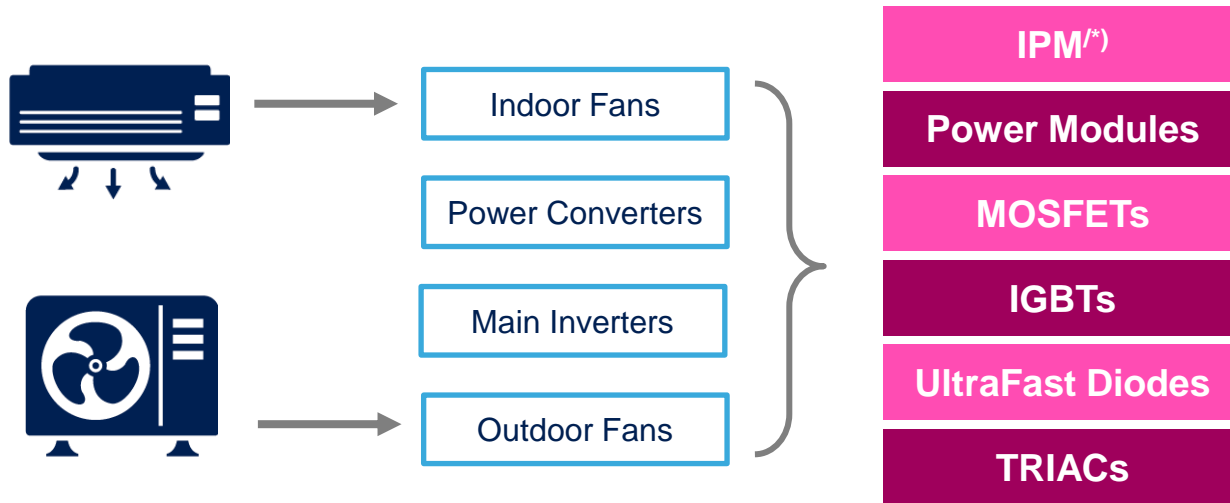 Indoor Fans
Power Converters
Main Inverters
Outdoor Fans
IPM/*)
Power Modules
MOSFETs
IGBTs
UltraFast Diodes
TRIACs